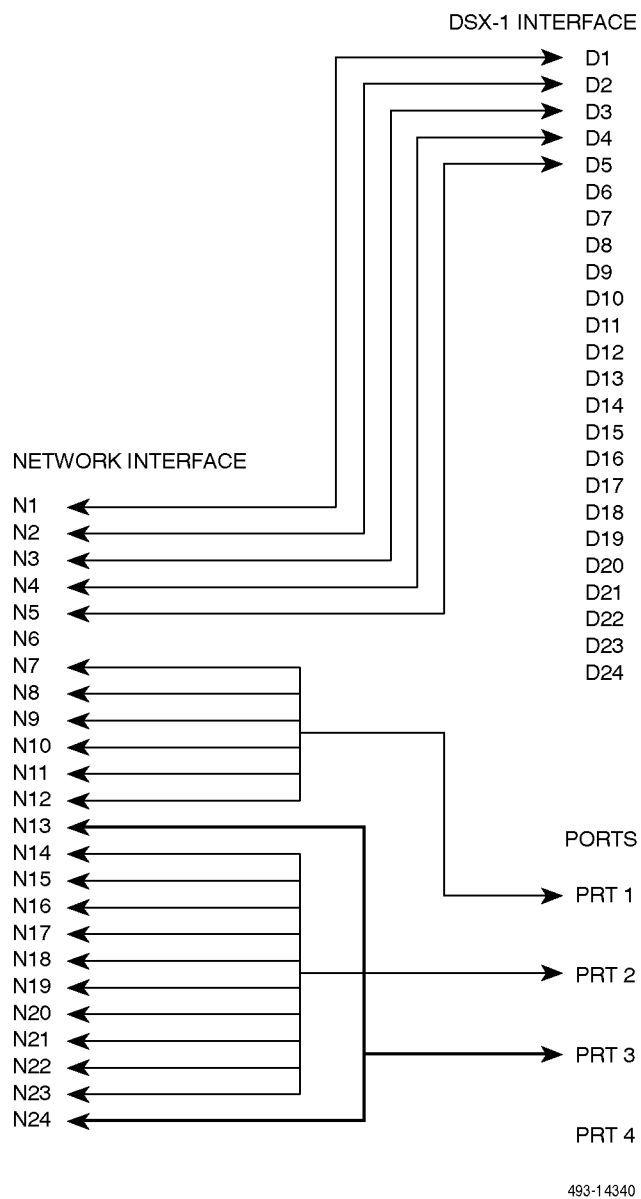 DSX-1 INTERFACE
D1
D2
D3
D4
D5
D6
D7
D8
D9
D10
D11
D12
D13
D14
D15
D16
D17
D18
D19
D20
D21
D22
D23
D24
NETWORK INTERFACE
N1
N2
N3
N4
N5
N6
N7
N8
N9
N10
N11
N12
N13
N14
N15
N16
N17
N18
N19
N20
N21
N22
N23
N24
PORTS
PRT 1
PRT 2
PRT 3
PRT 4
493-14340